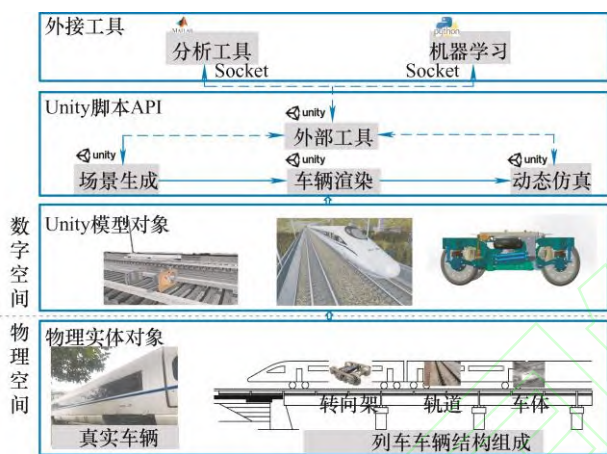 外接工具
MATLAB
分析工具
python
机器学习
Socket
Socket
Unity脚本API
unity
外部工具
unity
场景生成
unity
车辆渲染
unity
动态仿真
数字空间
Unity模型对象
物理空间
物理实体对象
真实车辆
转向架
轨道
车体
列车车辆结构组成